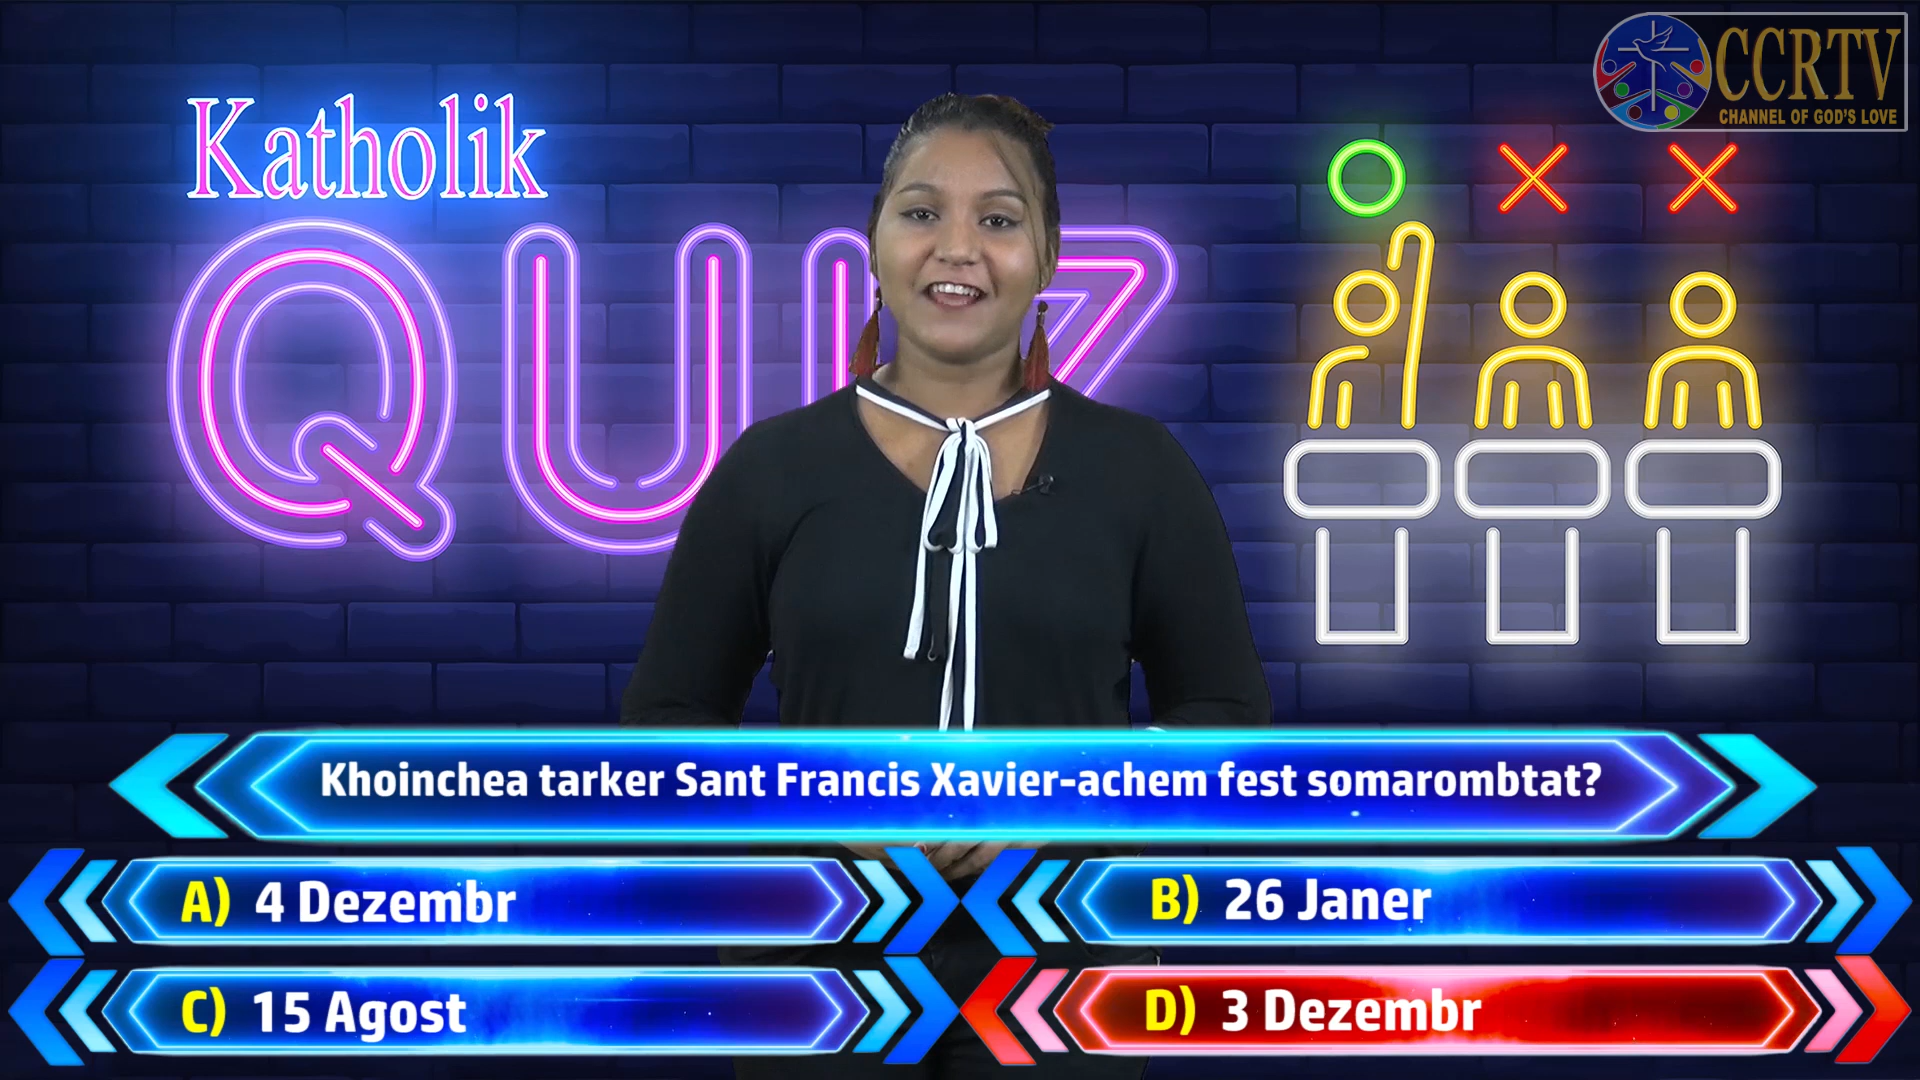 CCRTV
CHANNEL OF GOD'S LOVE
Katholik
QUIZ
Khoinchea tarker Sant Francis Xavier-achem fest somarombtat?
A) 4 Dezembr
B) 26 Janer
C) 15 Agost
D) 3 Dezembr